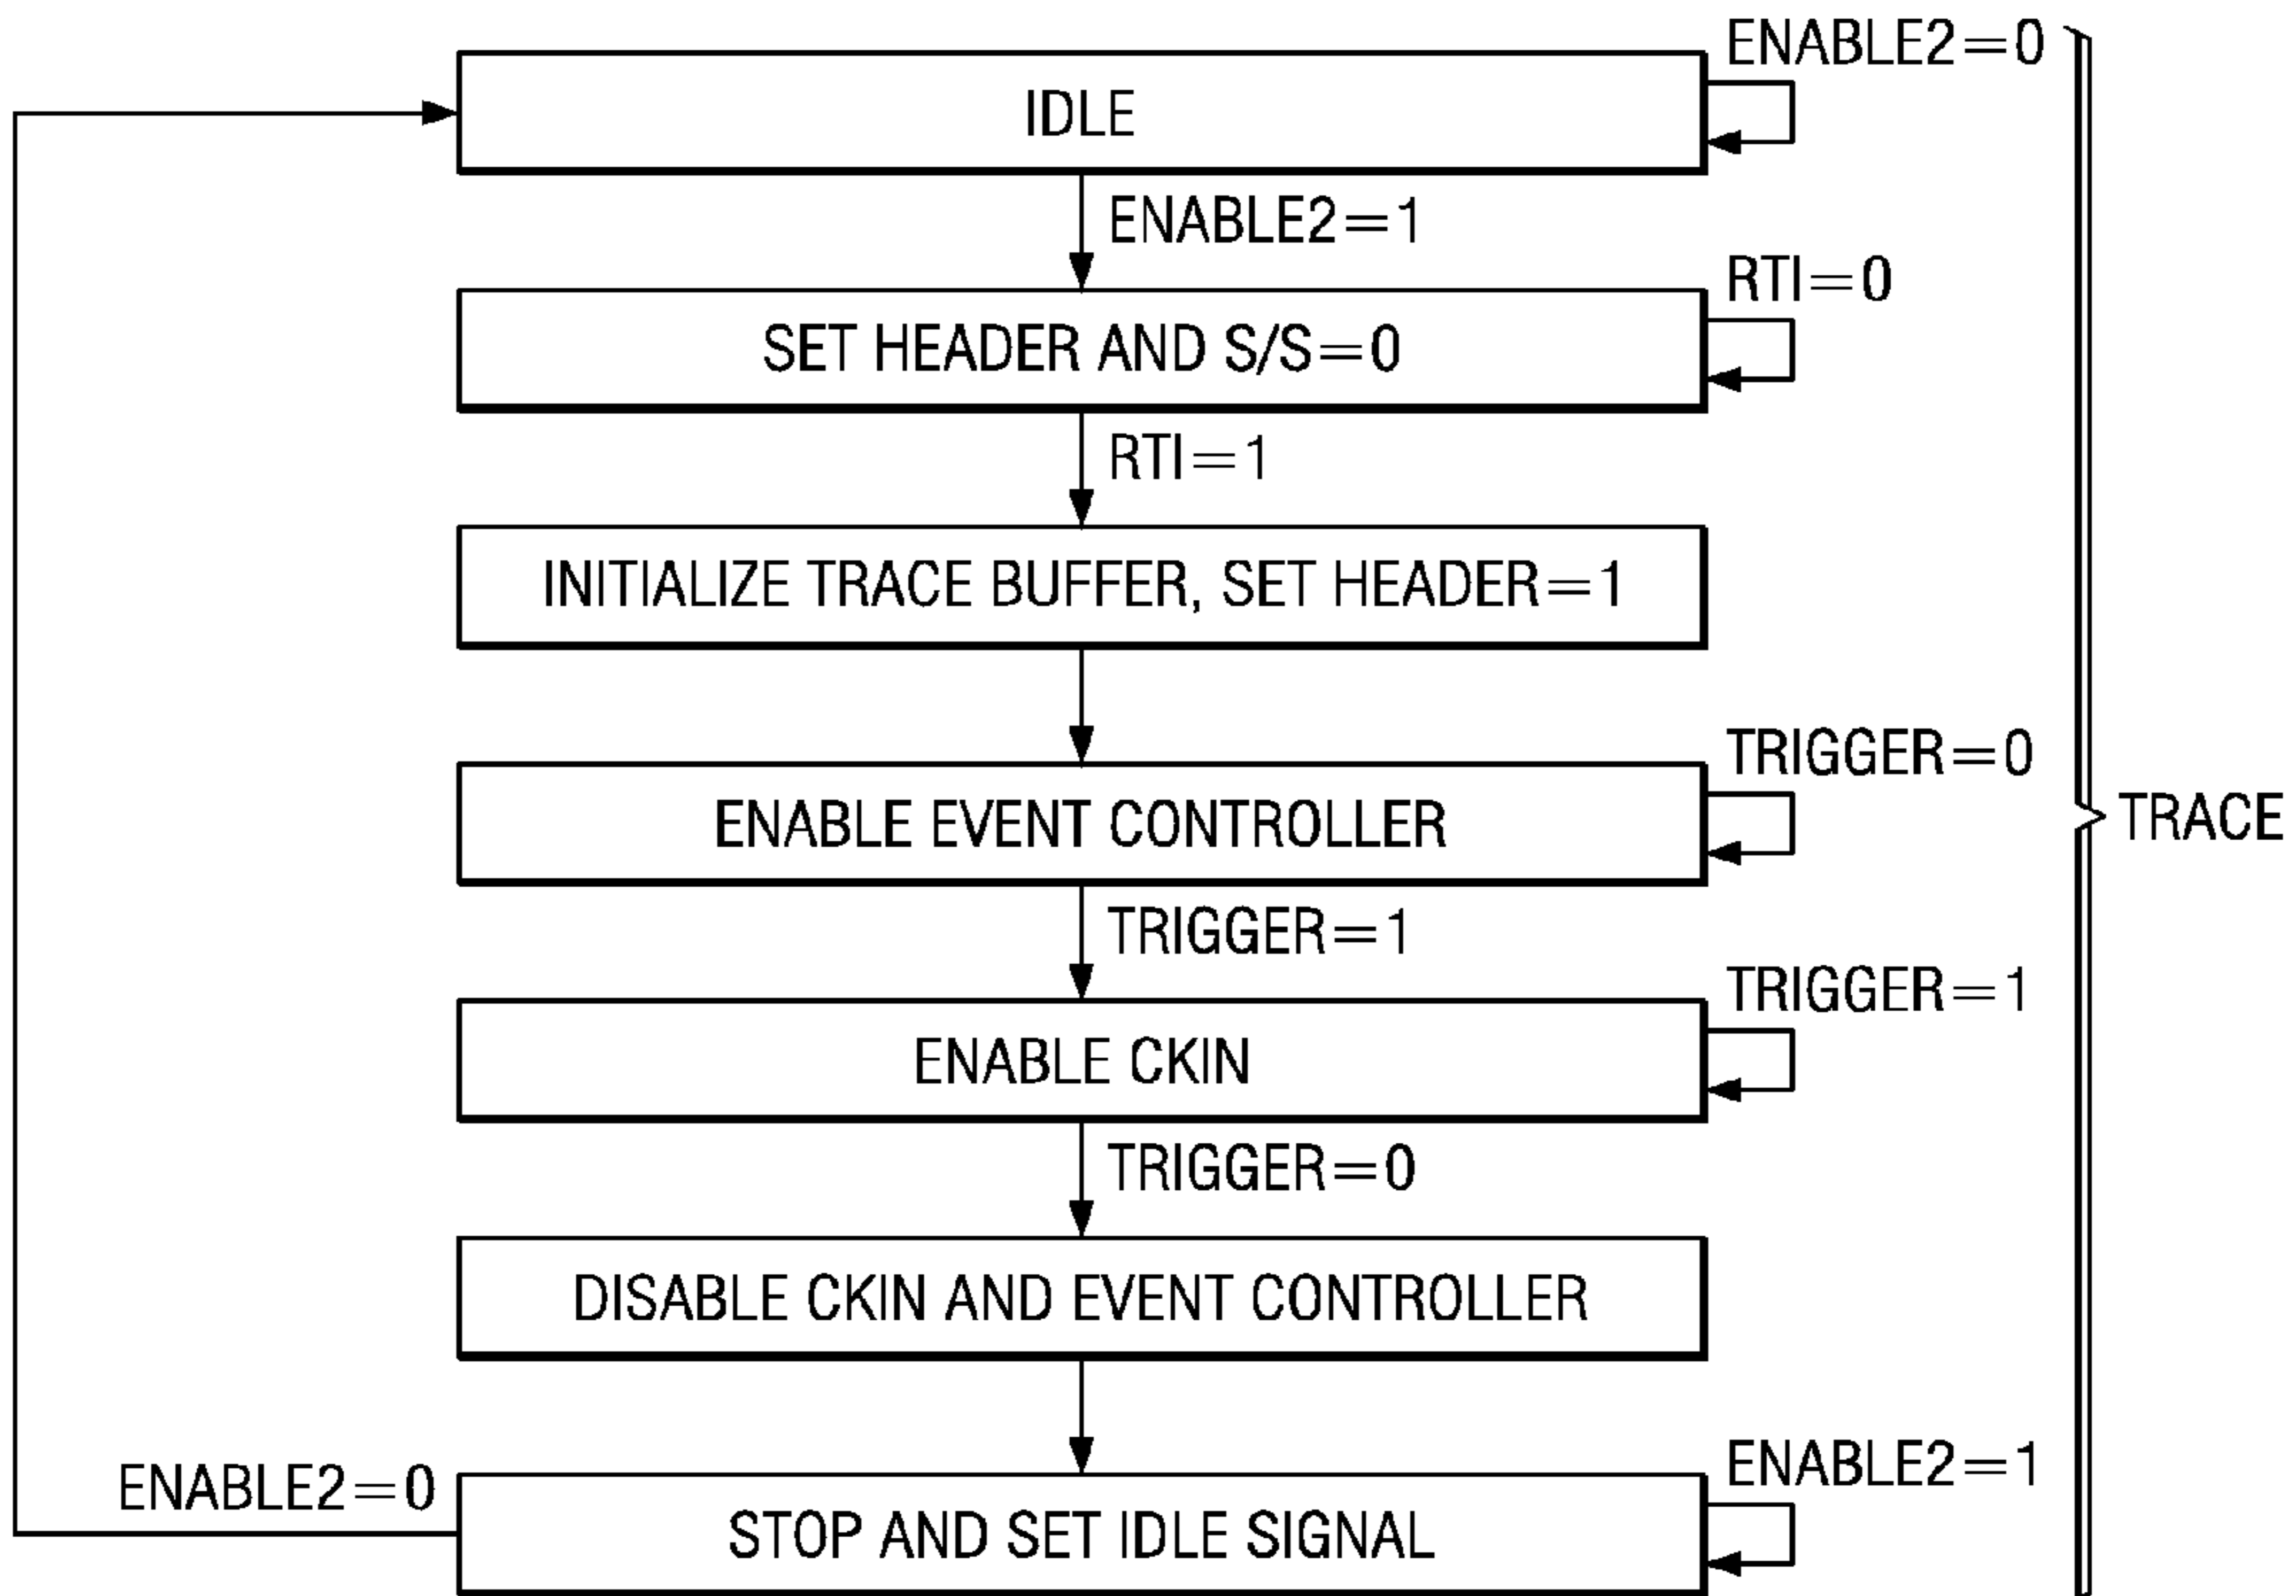 ENABLE2=0
IDLE
ENABLE2=1
RTI=0
SET HEADER AND S/S=0
RTI=1
INITIALIZE TRACE BUFFER, SET HEADER=1
TRIGGER=0
ENABLE EVENT CONTROLLER
TRACE
TRIGGER=1
TRIGGER=1
ENABLE CKIN
TRIGGER=0
DISABLE CKIN AND EVENT CONTROLLER
ENABLE2=0
ENABLE2=1
STOP AND SET IDLE SIGNAL